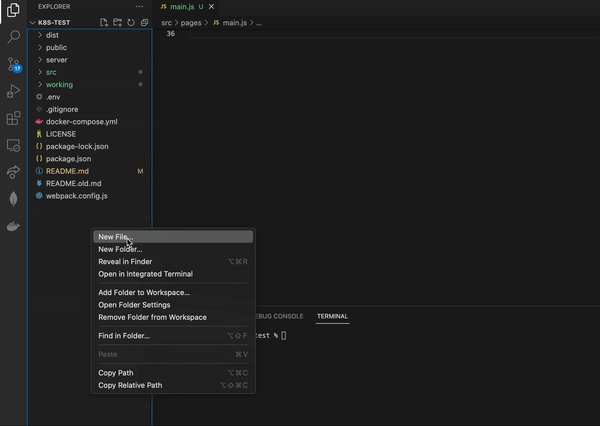 EXPLORER ...
K8S-TEST
dist
public
server
src
working
.env
.gitignore
docker-compose.yml
LICENSE
package-lock.json
package.json
README.md M
README.old.md
webpack.config.js
17
JS main.js U
src > pages > JS main.js > ...
36
New File...
New Folder...
Reveal in Finder ⌥⌘R
Open in Integrated Terminal
Add Folder to Workspace...
Open Folder Settings
Remove Folder from Workspace
Find in Folder... ⌥⇧F
Paste ⌘V
Copy Path ⌥⌘C
Copy Relative Path ⌥⇧⌘C
EBUG CONSOLE TERMINAL
test %